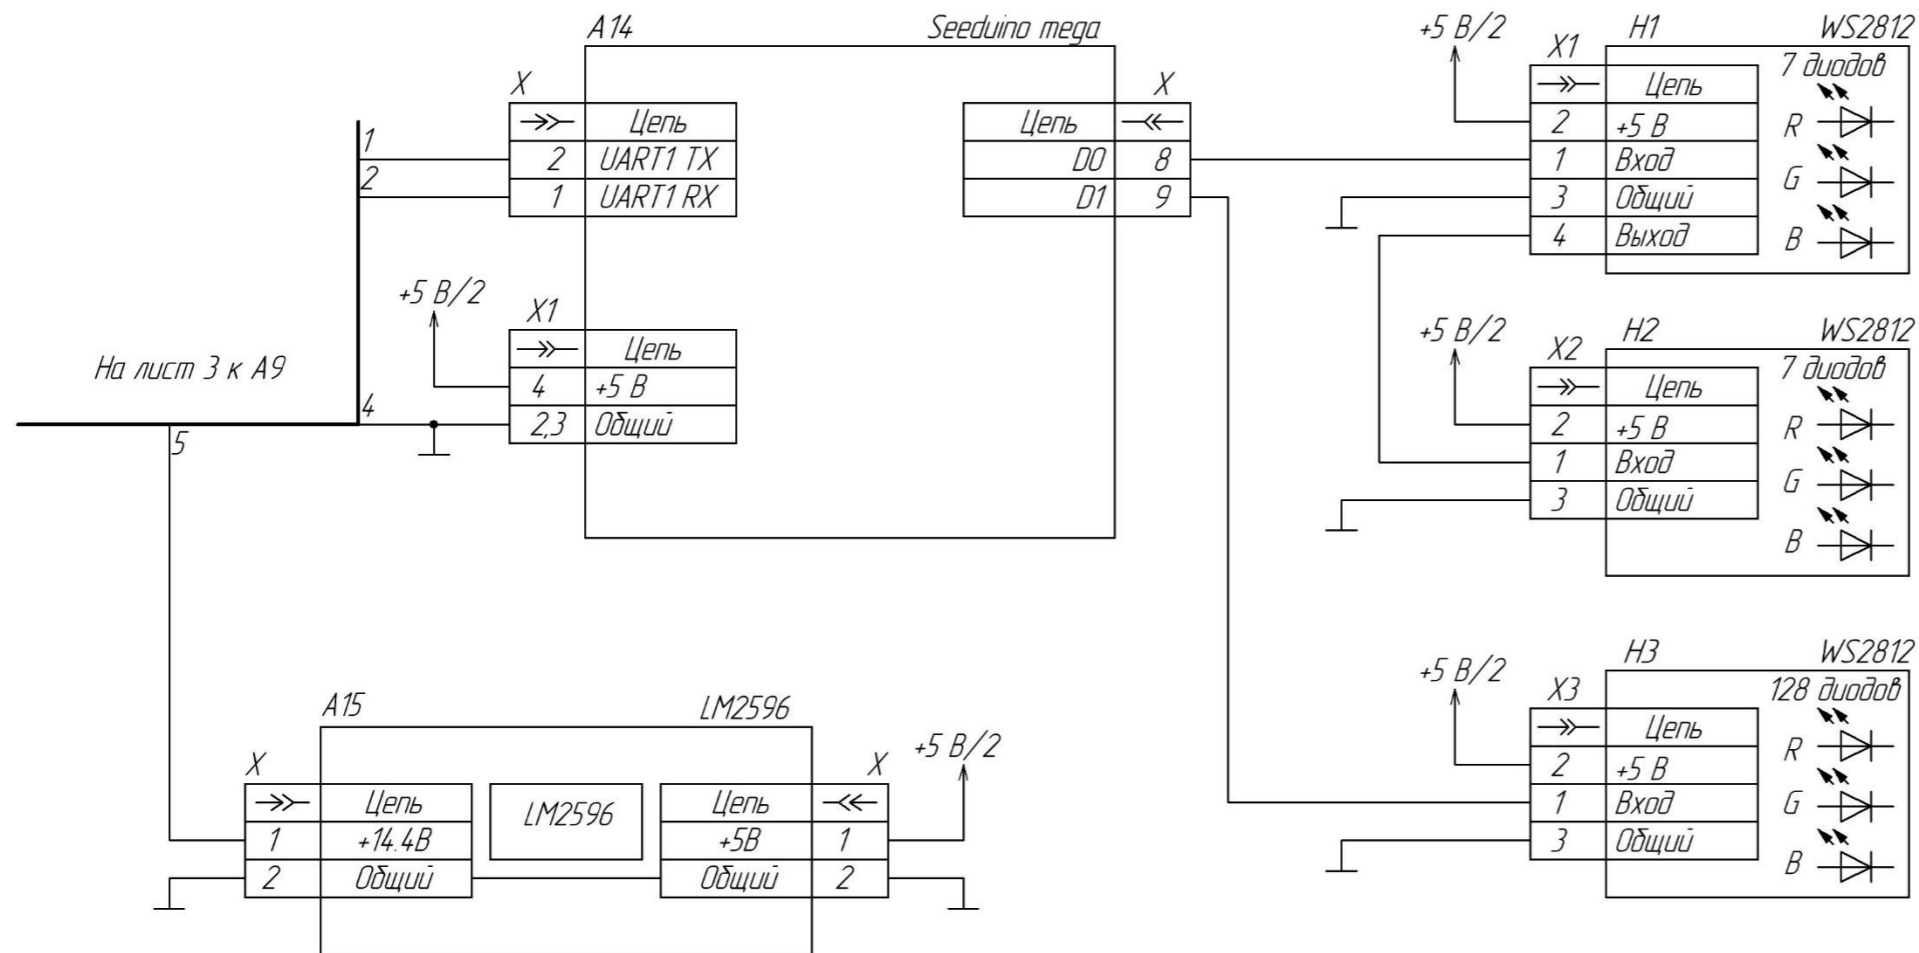 A14 Seeduino mega
X
Цепь
2 UART1 TX
1 UART1 RX
X
Цепь
D0 8
D1 9
1
2
4
5
На лист 3 к А9
+5 В/2
X1
Цепь
4 +5 В
2,3 Общий
+5 В/2
H1 WS2812
7 диодов
X1
Цепь
2 +5 В
1 Вход
3 Общий
4 Выход
R
G
B
+5 В/2
H2 WS2812
7 диодов
X2
Цепь
2 +5 В
1 Вход
3 Общий
R
G
B
+5 В/2
H3 WS2812
128 диодов
X3
Цепь
2 +5 В
1 Вход
3 Общий
R
G
B
A15 LM2596
X
Цепь
1 +14.4В
2 Общий
LM2596
X
Цепь
+5В 1
Общий 2
+5 В/2